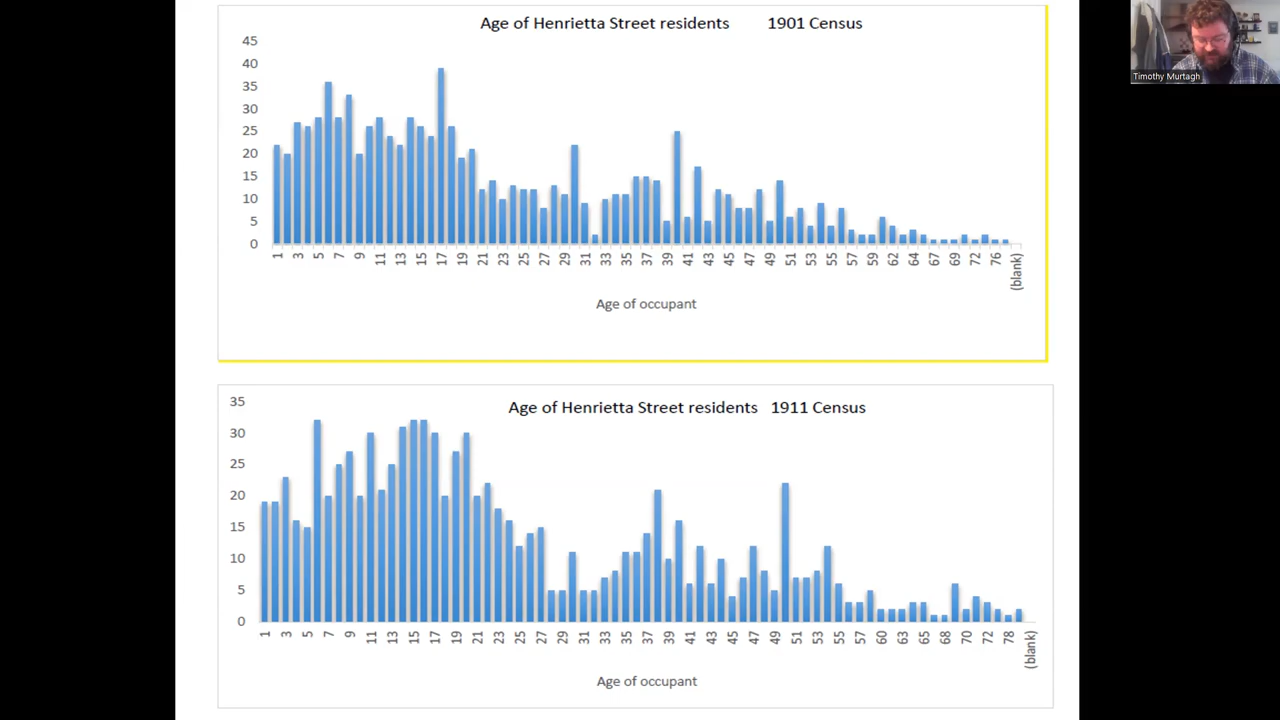 Age of Henrietta Street residents 1901 Census
45
40
35
30
25
20
15
10
5
0
1 3 5 7 9 11 13 15 17 19 21 23 25 27 29 31 33 35 37 39 41 43 45 47 49 51 53 55 57 59 62 64 67 69 72 76 (blank)
Age of occupant
Timothy Murtagh
Age of Henrietta Street residents 1911 Census
35
30
25
20
15
10
5
0
1 3 5 7 9 11 13 15 17 19 21 23 25 27 29 31 33 35 37 39 41 43 45 47 49 51 53 55 57 60 63 65 68 70 72 78 (blank)
Age of occupant